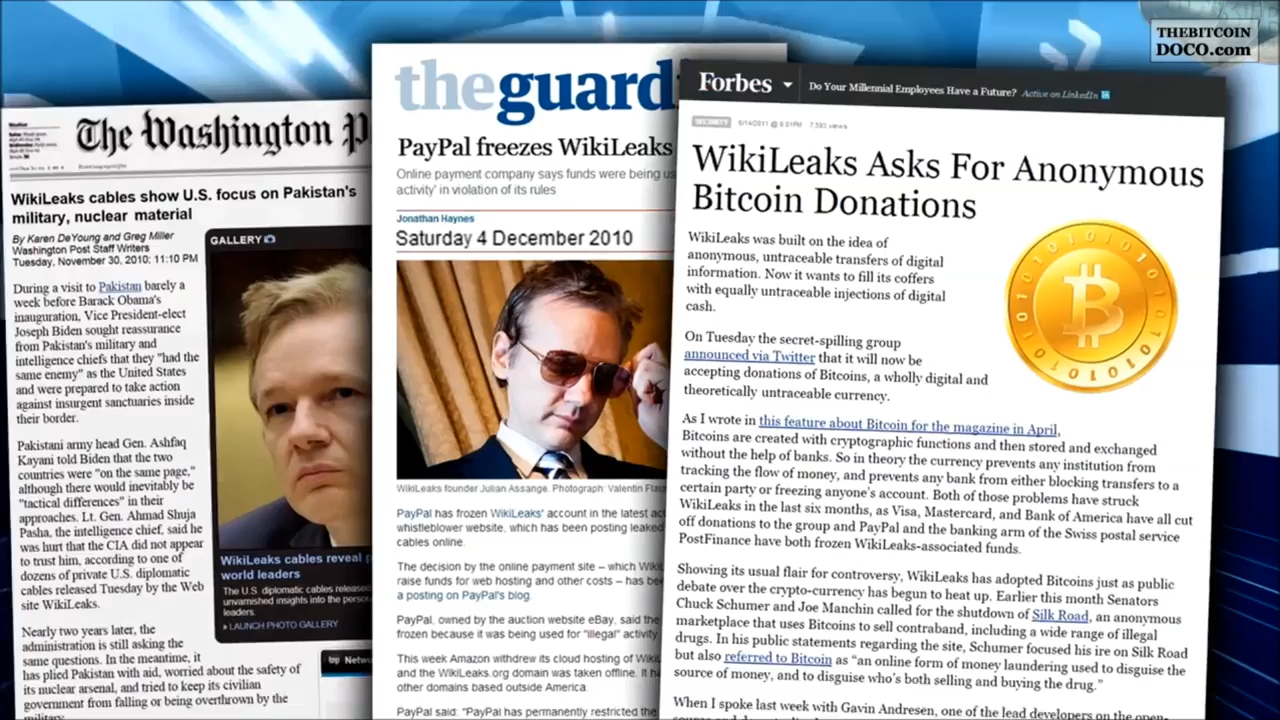 THEBITCOIN
DOCO.com
The Washington P
WikiLeaks cables show U.S. focus on Pakistan's
military, nuclear material
By Karen DeYoung and Greg Miller
Washington Post Staff Writers
Tuesday, November 30, 2010; 11:10 PM
During a visit to Pakistan barely a
week before Barack Obama's
inauguration, Vice President-elect
Joseph Biden sought reassurance
from Pakistan's military and
intelligence chiefs that they "had the
same enemy" as the United States
and were prepared to take action
against insurgent sanctuaries inside
their border.
Pakistani army head Gen. Ashfaq
Kayani told Biden that the two
countries were "on the same page,"
although there would inevitably be
"tactical differences" in their
approaches. Lt. Gen. Ahmad Shuja
Pasha, the intelligence chief, said he
was hurt that the CIA did not appear
to trust him, according to one of
dozens of private U.S. diplomatic
cables released Tuesday by the Web
site WikiLeaks.
Nearly two years later, the
administration is still asking the
same questions. In the meantime, it
has plied Pakistan with aid, worried about the safety of
its nuclear arsenal, and tried to keep its civilian
government from falling or being overthrown by the
military.
GALLERY
WikiLeaks cables reveal p
world leaders
The U.S. diplomatic cables released
unvarnished insights into the perso
leaders.
» LAUNCH PHOTO GALLERY
Netwo
theguard
PayPal freezes WikiLeaks
Online payment company says funds were being us
activity' in violation of its rules
Jonathan Haynes
Saturday 4 December 2010
WikiLeaks founder Julian Assange. Photograph: Valentin Flau
PayPal has frozen WikiLeaks' account in the latest ac
whistleblower website, which has been posting leaked
cables online.
The decision by the online payment site – which Wik
raise funds for web hosting and other costs – has be
a posting on PayPal's blog.
PayPal, owned by the auction website eBay, said the
frozen because it was being used for "illegal" activity
This week Amazon withdrew its cloud hosting of Wiki
and the WikiLeaks.org domain was taken offline. It ha
other domains based outside America.
PayPal said: "PayPal has permanently restricted the
Forbes
Do Your Millennial Employees Have a Future? Active on LinkedIn
SECURITY 6/14/2011 @ 6:01PM 7,593 views
WikiLeaks Asks For Anonymous
Bitcoin Donations
WikiLeaks was built on the idea of
anonymous, untraceable transfers of digital
information. Now it wants to fill its coffers
with equally untraceable injections of digital
cash.
On Tuesday the secret-spilling group
announced via Twitter that it will now be
accepting donations of Bitcoins, a wholly digital and
theoretically untraceable currency.
As I wrote in this feature about Bitcoin for the magazine in April,
Bitcoins are created with cryptographic functions and then stored and exchanged
without the help of banks. So in theory the currency prevents any institution from
tracking the flow of money, and prevents any bank from either blocking transfers to a
certain party or freezing anyone's account. Both of those problems have struck
WikiLeaks in the last six months, as Visa, Mastercard, and Bank of America have all cut
off donations to the group and PayPal and the banking arm of the Swiss postal service
PostFinance have both frozen WikiLeaks-associated funds.
Showing its usual flair for controversy, WikiLeaks has adopted Bitcoins just as public
debate over the crypto-currency has begun to heat up. Earlier this month Senators
Chuck Schumer and Joe Manchin called for the shutdown of Silk Road, an anonymous
marketplace that uses Bitcoins to sell contraband, including a wide range of illegal
drugs. In his public statements regarding the site, Schumer focused his ire on Silk Road
but also referred to Bitcoin as "an online form of money laundering used to disguise the
source of money, and to disguise who's both selling and buying the drug."
When I spoke last week with Gavin Andresen, one of the lead developers on the open-